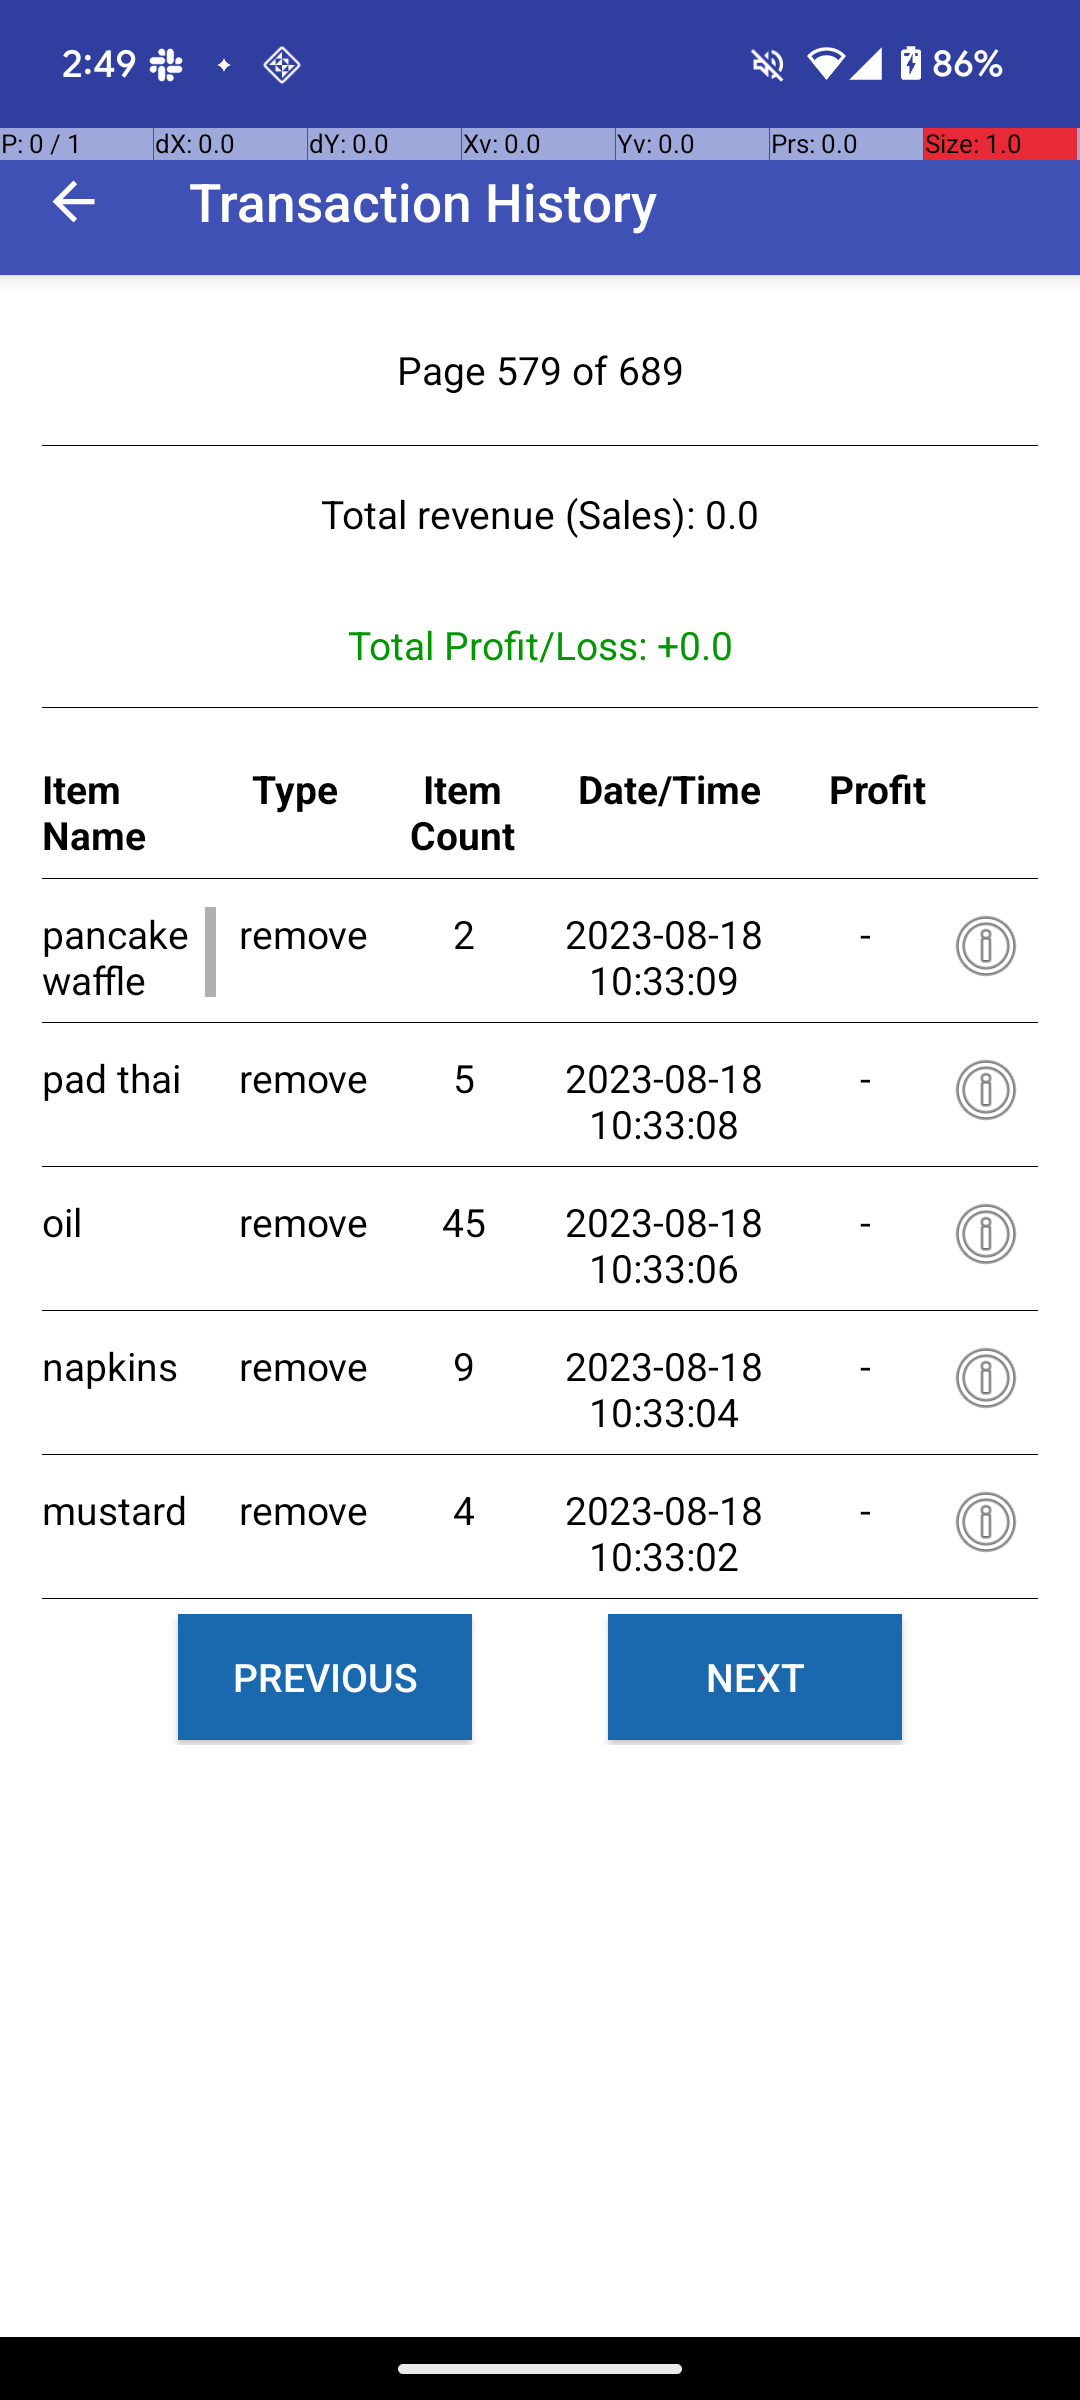 2:49 86%
P: 0 / 1 dX: 0.0 dY: 0.0 Xv: 0.0 Yv: 0.0 Prs: 0.0 Size: 1.0
Transaction History
Page 579 of 689
Total revenue (Sales): 0.0
Total Profit/Loss: +0.0
Item Type Item Date/Time Profit
Name Count
pancake remove 2 2023-08-18 -
waffle 10:33:09
pad thai remove 5 2023-08-18 -
10:33:08
oil remove 45 2023-08-18 -
10:33:06
napkins remove 9 2023-08-18 -
10:33:04
mustard remove 4 2023-08-18 -
10:33:02
PREVIOUS NEXT